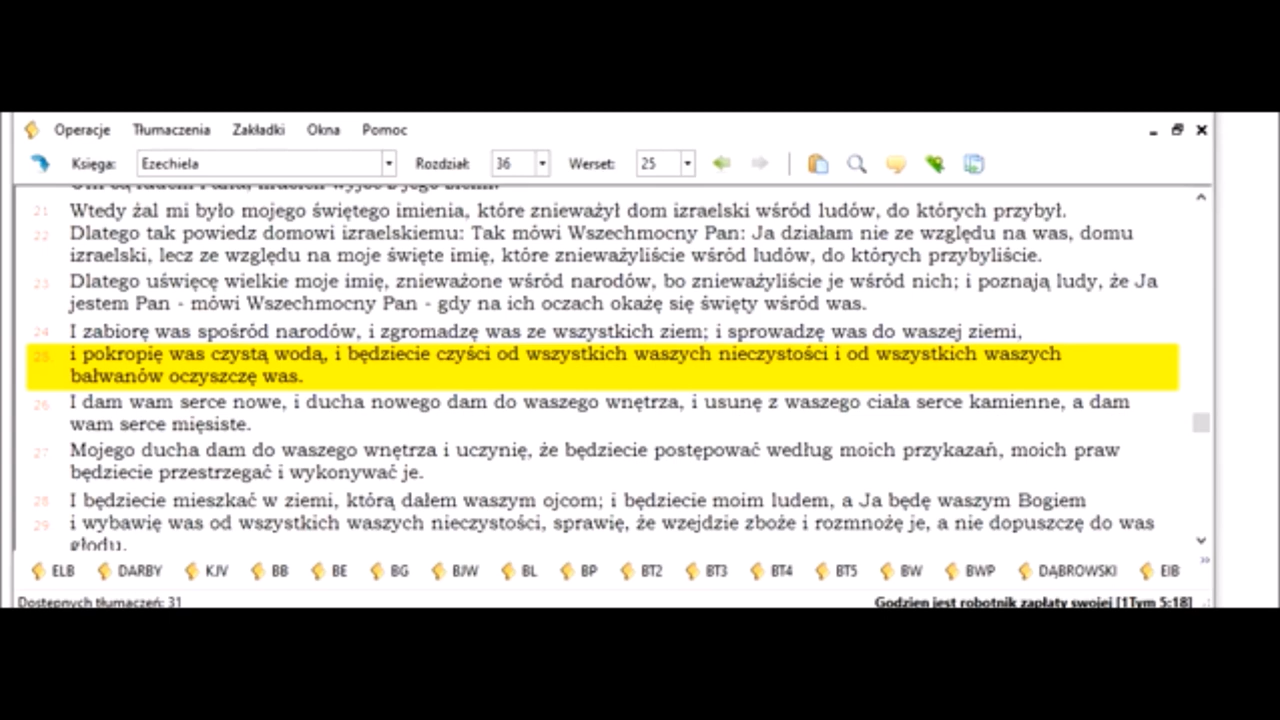 Operacje Tłumaczenia Zakładki Okna Pomoc
Księga: Ezechiela Rozdział: 36 Werset: 25
21 Wtedy żal mi było mojego świętego imienia, które znieważył dom izraelski wśród ludów, do których przybył.
22 Dlatego tak powiedz domowi izraelskiemu: Tak mówi Wszechmocny Pan: Ja działam nie ze względu na was, domu
izraelski, lecz ze względu na moje święte imię, które znieważyliście wśród ludów, do których przybyliście.
23 Dlatego uświęcę wielkie moje imię, znieważone wśród narodów, bo znieważyliście je wśród nich; i poznają ludy, że Ja
jestem Pan - mówi Wszechmocny Pan - gdy na ich oczach okażę się święty wśród was.
24 I zabiorę was spośród narodów, i zgromadzę was ze wszystkich ziem; i sprowadzę was do waszej ziemi,
25 i pokropię was czystą wodą, i będziecie czyści od wszystkich waszych nieczystości i od wszystkich waszych
bałwanów oczyszczę was.
26 I dam wam serce nowe, i ducha nowego dam do waszego wnętrza, i usunę z waszego ciała serce kamienne, a dam
wam serce mięsiste.
27 Mojego ducha dam do waszego wnętrza i uczynię, że będziecie postępować według moich przykazań, moich praw
będziecie przestrzegać i wykonywać je.
28 I będziecie mieszkać w ziemi, którą dałem waszym ojcom; i będziecie moim ludem, a Ja będę waszym Bogiem
29 i wybawię was od wszystkich waszych nieczystości, sprawię, że wzejdzie zboże i rozmnożę je, a nie dopuszczę do was
głodu.
ELB DARBY KJV BB BE BG BJW BL BP BT2 BT3 BT4 BT5 BW BWP DĄBROWSKI EIB
Dostępnych tłumaczeń: 31 Godzien jest robotnik zapłaty swojej [1Tym 5:18]